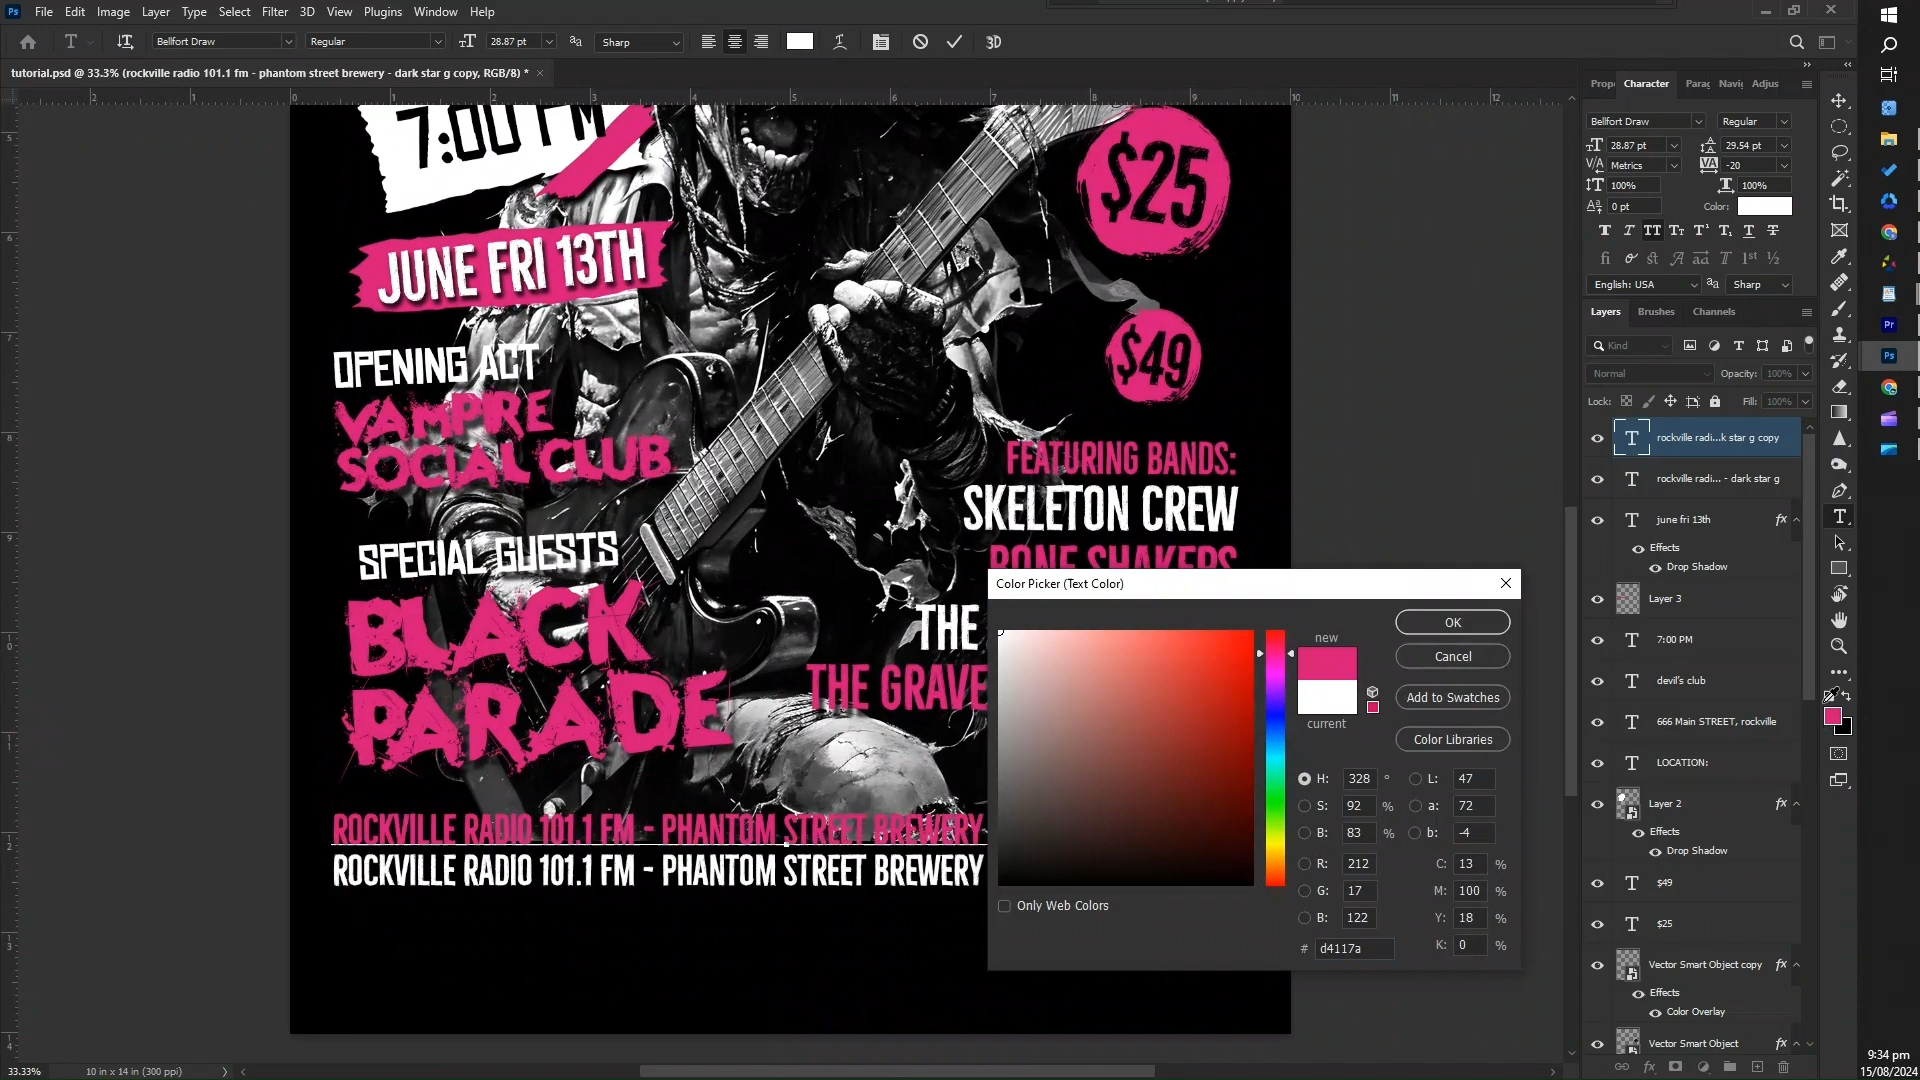 File Edit Image Layer Type Select Filter 3D View Plugins Window Help
Bellfort Draw Regular 28.87 pt Sharp 3D
tutorial.psd @ 33.3% (rockville radio 101.1 fm - phantom street brewery - dark star g copy, RGB/8) *
7:00 PM
$25
JUNE FRI 13TH
$49
OPENING ACT
VAMPIRE
SOCIAL CLUB
FEATURING BANDS:
SKELETON CREW
BONE SHAKERS
SPECIAL GUESTS
BLACK
PARADE
THE
THE GRAVE
ROCKVILLE RADIO 101.1 FM - PHANTOM STREET BREWERY
ROCKVILLE RADIO 101.1 FM - PHANTOM STREET BREWERY
Color Picker (Text Color)
new
current
OK
Cancel
Add to Swatches
Color Libraries
H: 328 ° L: 47
S: 92 % a: 72
B: 83 % b: -4
R: 212 C: 13 %
G: 17 M: 100 %
B: 122 Y: 18 %
# d4117a K: 0 %
Only Web Colors
Prope Character Para Navi Adjus
Bellfort Draw Regular
28.87 pt 29.54 pt
Metrics -20
100% 100%
0 pt Color:
English: USA Sharp
Layers Brushes Channels
Kind
Normal Opacity: 100%
Lock: Fill: 100%
rockville radi...k star g copy
rockville radi... - dark star g
june fri 13th fx
Effects
Drop Shadow
Layer 3
7:00 PM
devil's club
666 Main STREET, rockville
LOCATION:
Layer 2 fx
Effects
Drop Shadow
$49
$25
Vector Smart Object copy fx
Effects
Color Overlay
Vector Smart Object fx
33.33% 10 in x 14 in (300 ppi)
9:34 pm
15/08/2024